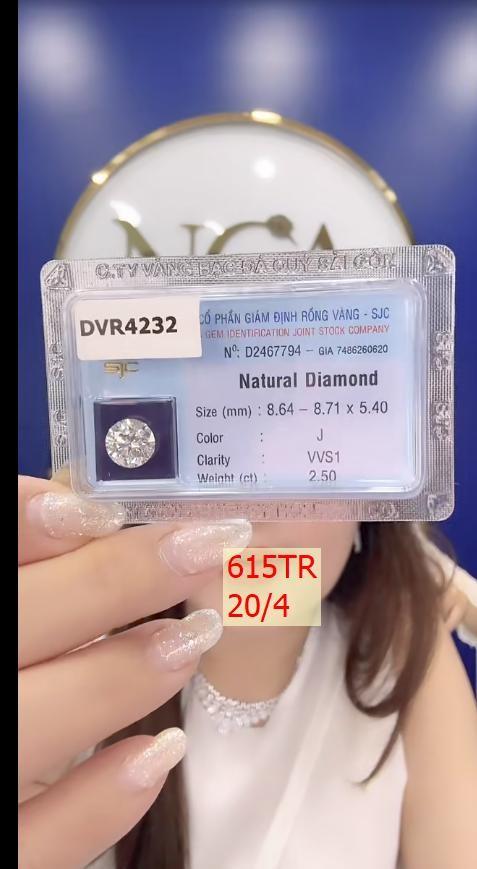 NGA
C.TY VÀNG BẠC ĐÁ QUÝ SÀI GÒN
DVR4232
CỔ PHẦN GIÁM ĐỊNH RỒNG VÀNG - SJC
GEM IDENTIFICATION JOINT STOCK COMPANY
Nº: D2467794 – GIA 7486260620
SJC
Natural Diamond
Size (mm) : 8.64 – 8.71 x 5.40
Color : J
Clarity : VVS1
Weight (ct) : 2.50
615TR
20/4